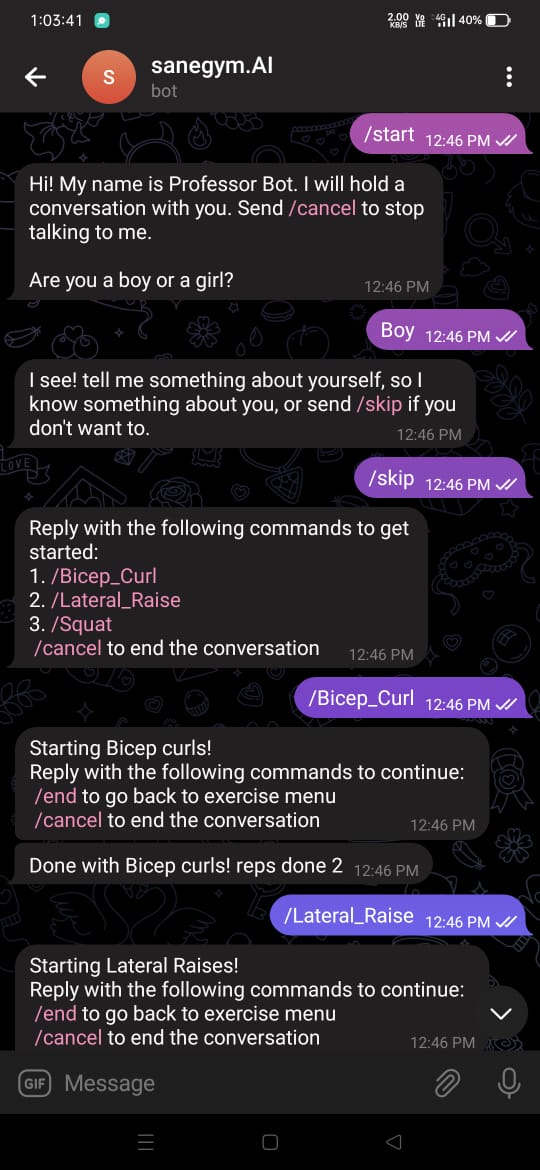 1:03:41
2.00 KB/S Vo LTE 4G 40%
S
sanegym.AI
bot
/start 12:46 PM
Hi! My name is Professor Bot. I will hold a
conversation with you. Send /cancel to stop
talking to me.
Are you a boy or a girl?
12:46 PM
Boy 12:46 PM
I see! tell me something about yourself, so I
know something about you, or send /skip if you
don't want to.
12:46 PM
LOVE
/skip 12:46 PM
Reply with the following commands to get
started:
1. /Bicep_Curl
2. /Lateral_Raise
3. /Squat
/cancel to end the conversation
12:46 PM
/Bicep_Curl 12:46 PM
Starting Bicep curls!
Reply with the following commands to continue:
/end to go back to exercise menu
/cancel to end the conversation
12:46 PM
Done with Bicep curls! reps done 2 12:46 PM
/Lateral_Raise 12:46 PM
Starting Lateral Raises!
Reply with the following commands to continue:
/end to go back to exercise menu
/cancel to end the conversation
12:46 PM
GIF Message